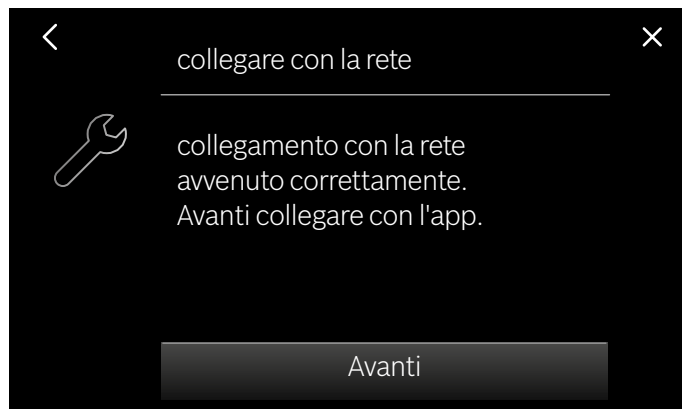 collegare con la rete
collegamento con la rete
avvenuto correttamente.
Avanti collegare con l'app.
Avanti